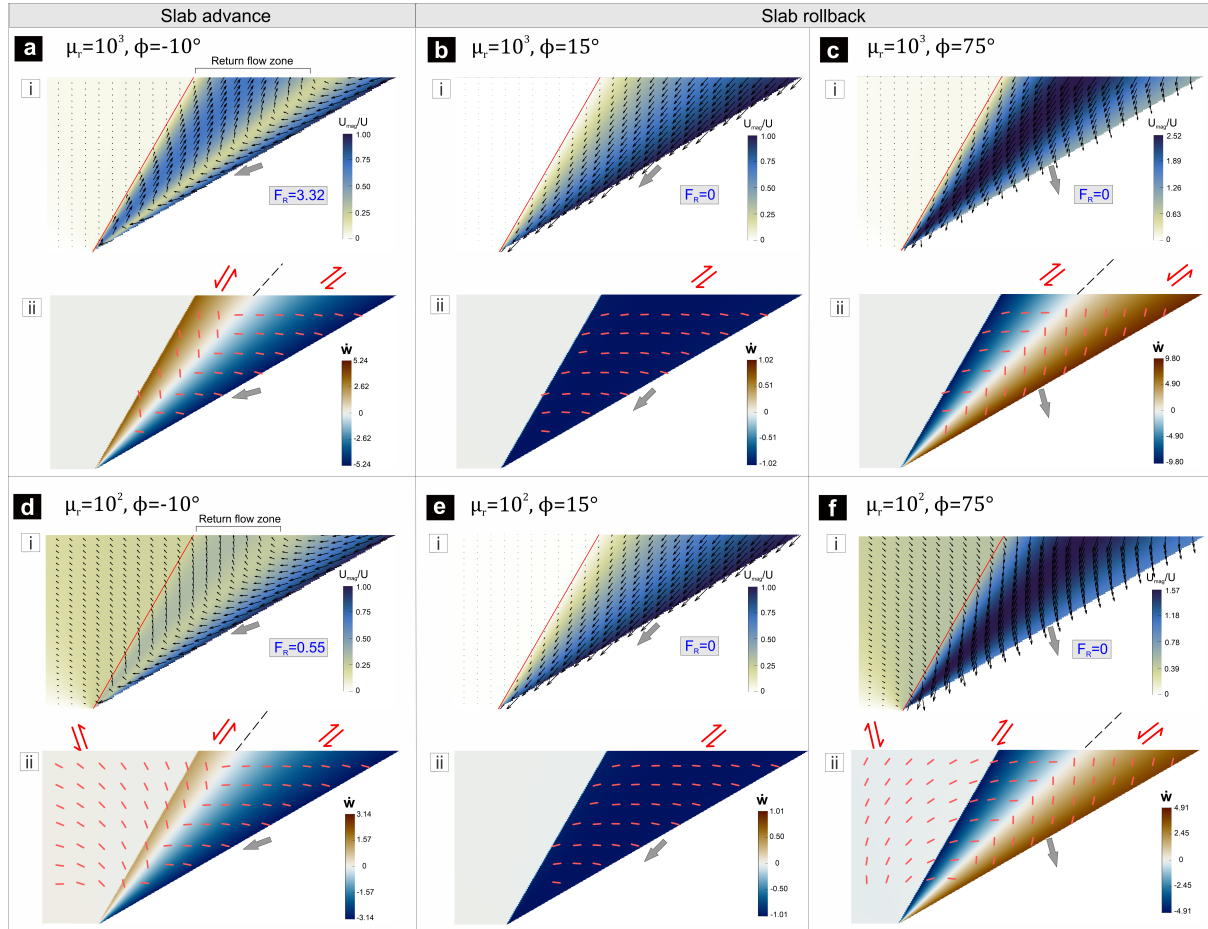 Slab advance
Slab rollback
a μr=10³, ϕ=-10°
Return flow zone
i
Umag/U
1.00
0.75
0.50
0.25
0
FR=3.32
ii
ẇ
5.24
2.62
0
-2.62
-5.24
b μr=10³, ϕ=15°
i
Umag/U
1.00
0.75
0.50
0.25
0
FR=0
ii
ẇ
1.02
0.51
0
-0.51
-1.02
c μr=10³, ϕ=75°
i
Umag/U
2.52
1.89
1.26
0.63
0
FR=0
ii
ẇ
9.80
4.90
0
-4.90
-9.80
d μr=10², ϕ=-10°
Return flow zone
i
Umag/U
1.00
0.75
0.50
0.25
0
FR=0.55
ii
ẇ
3.14
1.57
0
-1.57
-3.14
e μr=10², ϕ=15°
i
Umag/U
1.00
0.75
0.50
0.25
0
FR=0
ii
ẇ
1.01
0.50
0
-0.50
-1.01
f μr=10², ϕ=75°
i
Umag/U
1.57
1.18
0.78
0.39
0
FR=0
ii
ẇ
4.91
2.45
0
-2.45
-4.91